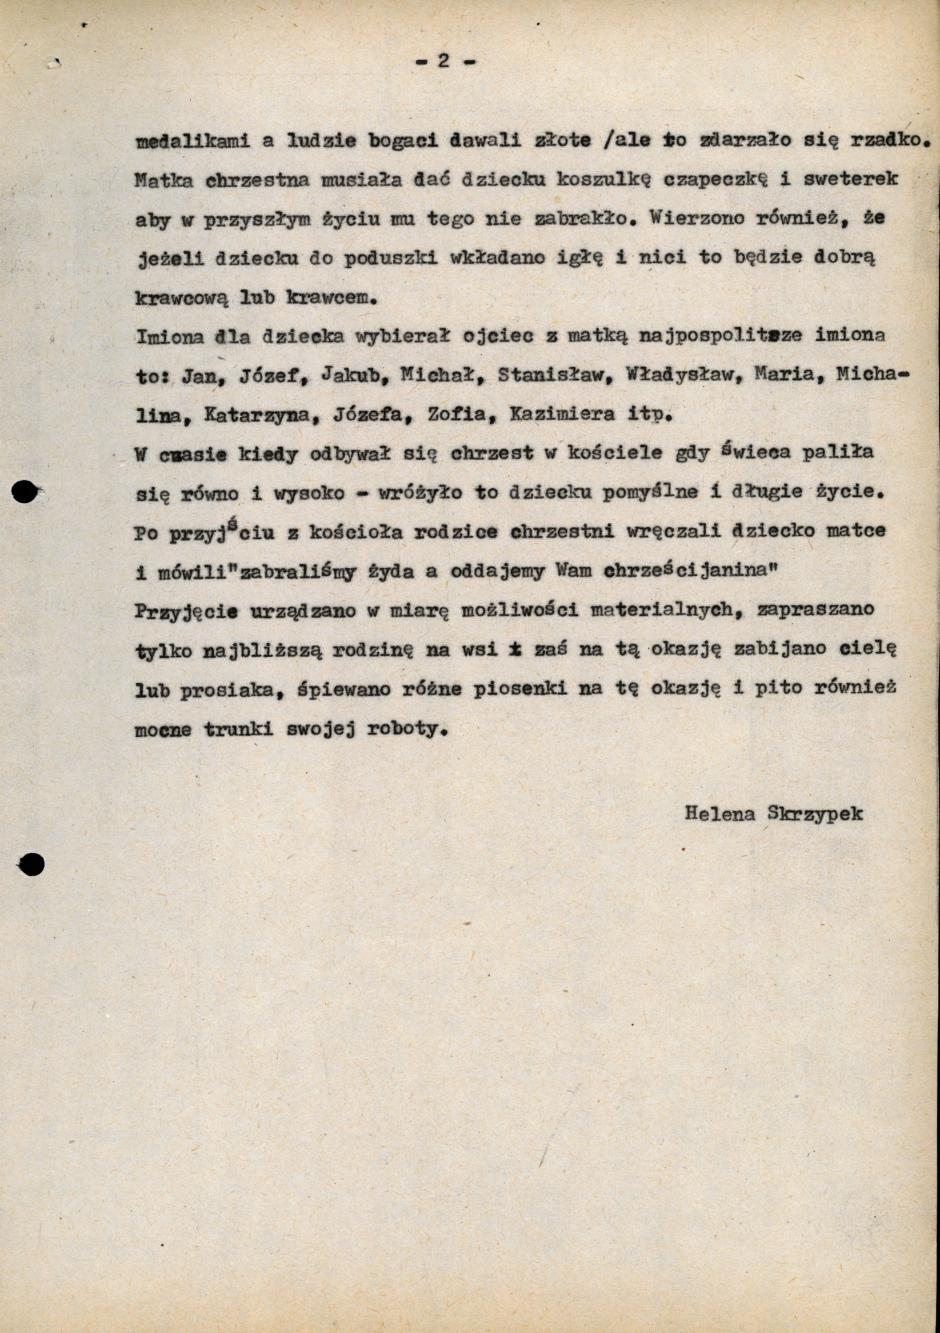 - 2 -
medalikami a ludzie bogaci dawali złote /ale to zdarzało się rzadko.
Matka chrzestna musiała dać dziecku koszulkę czapeczkę i sweterek
aby w przyszłym życiu mu tego nie zabrakło. Wierzono również, że
jeżeli dziecku do poduszki wkładano igłę i nici to będzie dobrą
krawcową lub krawcem.
Imiona dla dziecka wybierał ojciec z matką najpospolitsze imiona
to: Jan, Józef, Jakub, Michał, Stanisław, Władysław, Maria, Micha-
lina, Katarzyna, Józefa, Zofia, Kazimiera itp.
W czasie kiedy odbywał się chrzest w kościele gdy świeca paliła
się równo i wysoko - wróżyło to dziecku pomyślne i długie życie.
Po przyjściu z kościoła rodzice chrzestni wręczali dziecko matce
i mówili"zabraliśmy żyda a oddajemy Wam chrześcijanina"
Przyjęcie urządzano w miarę możliwości materialnych, zapraszano
tylko najbliższą rodzinę na wsi zaś na tą okazję zabijano cielę
lub prosiaka, śpiewano różne piosenki na tę okazję i pito również
mocne trunki swojej roboty.
Helena Skrzypek